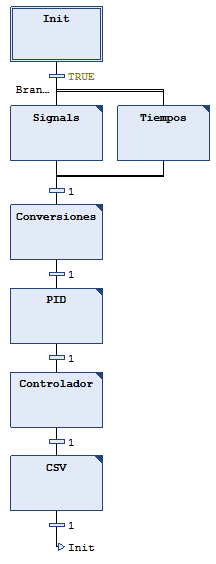 Init
TRUE
Bran...
Signals
Tiempos
1
Conversiones
1
PID
1
Controlador
1
CSV
1
Init